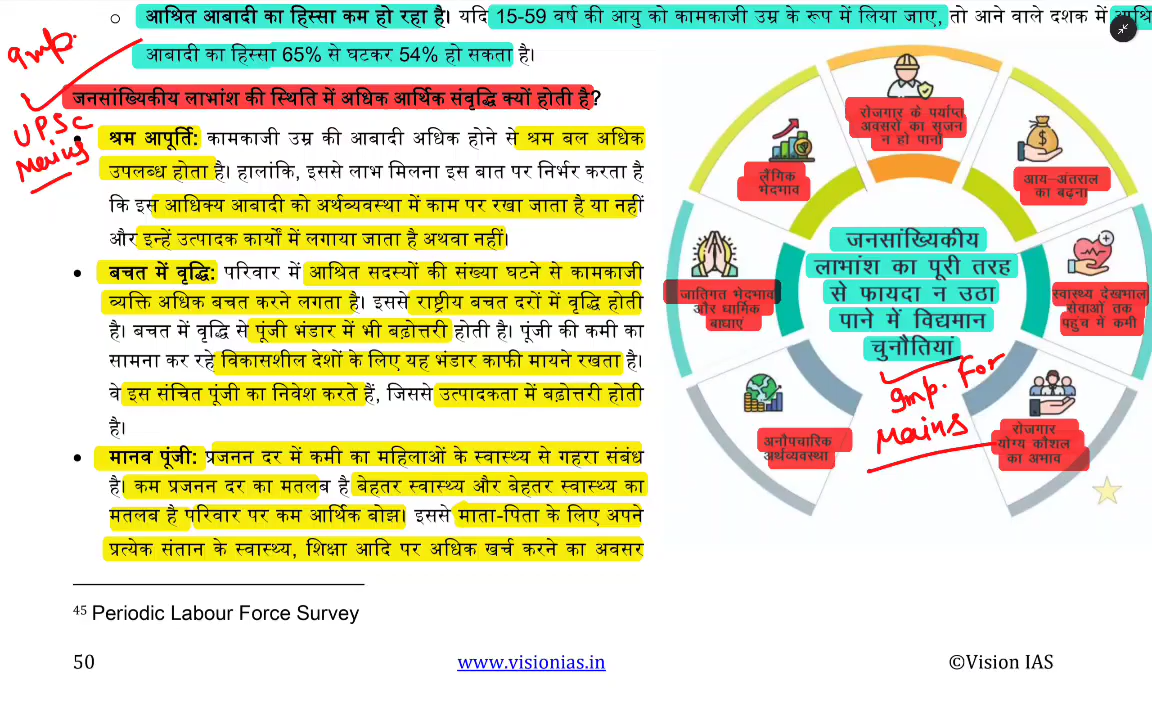 o आश्रित आबादी का हिस्सा कम हो रहा है। यदि 15-59 वर्ष की आयु को कामकाजी उम्र के रूप में लिया जाए, तो आने वाले दशक में
आबादी का हिस्सा 65% से घटकर 54% हो सकता है।
Imp.
UPSC
Mains
जनसांख्यिकीय लाभांश की स्थिति में अधिक आर्थिक संवृद्धि क्यों होती है?
• श्रम आपूर्ति: कामकाजी उम्र की आबादी अधिक होने से श्रम बल अधिक
उपलब्ध होता है। हालांकि, इससे लाभ मिलना इस बात पर निर्भर करता है
कि इस आधिक्य आबादी को अर्थव्यवस्था में काम पर रखा जाता है या नहीं
और इन्हें उत्पादक कार्यों में लगाया जाता है अथवा नहीं।
• बचत में वृद्धि: परिवार में आश्रित सदस्यों की संख्या घटने से कामकाजी
व्यक्ति अधिक बचत करने लगता है। इससे राष्ट्रीय बचत दरों में वृद्धि होती
है। बचत में वृद्धि से पूंजी भंडार में भी बढ़ोत्तरी होती है। पूंजी की कमी का
सामना कर रहे विकासशील देशों के लिए यह भंडार काफी मायने रखता है।
वे इस संचित पूंजी का निवेश करते हैं, जिससे उत्पादकता में बढ़ोत्तरी होती
है।
• मानव पूंजी: प्रजनन दर में कमी का महिलाओं के स्वास्थ्य से गहरा संबंध
है। कम प्रजनन दर का मतलब है बेहतर स्वास्थ्य और बेहतर स्वास्थ्य का
मतलब है परिवार पर कम आर्थिक बोझ। इससे माता-पिता के लिए अपने
प्रत्येक संतान के स्वास्थ्य, शिक्षा आदि पर अधिक खर्च करने का अवसर
जनसांख्यिकीय
लाभांश का पूरी तरह
से फायदा न उठा
पाने में विद्यमान
चुनौतियां
Imp. For
Mains
अनौपचारिक
अर्थव्यवस्था
जातिगत भेदभाव
और धार्मिक
बाधाएं
लैंगिक
भेदभाव
रोजगार के पर्याप्त
अवसरों का सृजन
न हो पाना
आय-अंतराल
का बढ़ना
स्वास्थ्य देखभाल
सेवाओं तक
पहुंच में कमी
रोजगार
योग्य कौशल
का अभाव
45 Periodic Labour Force Survey
50
www.visionias.in
©Vision IAS